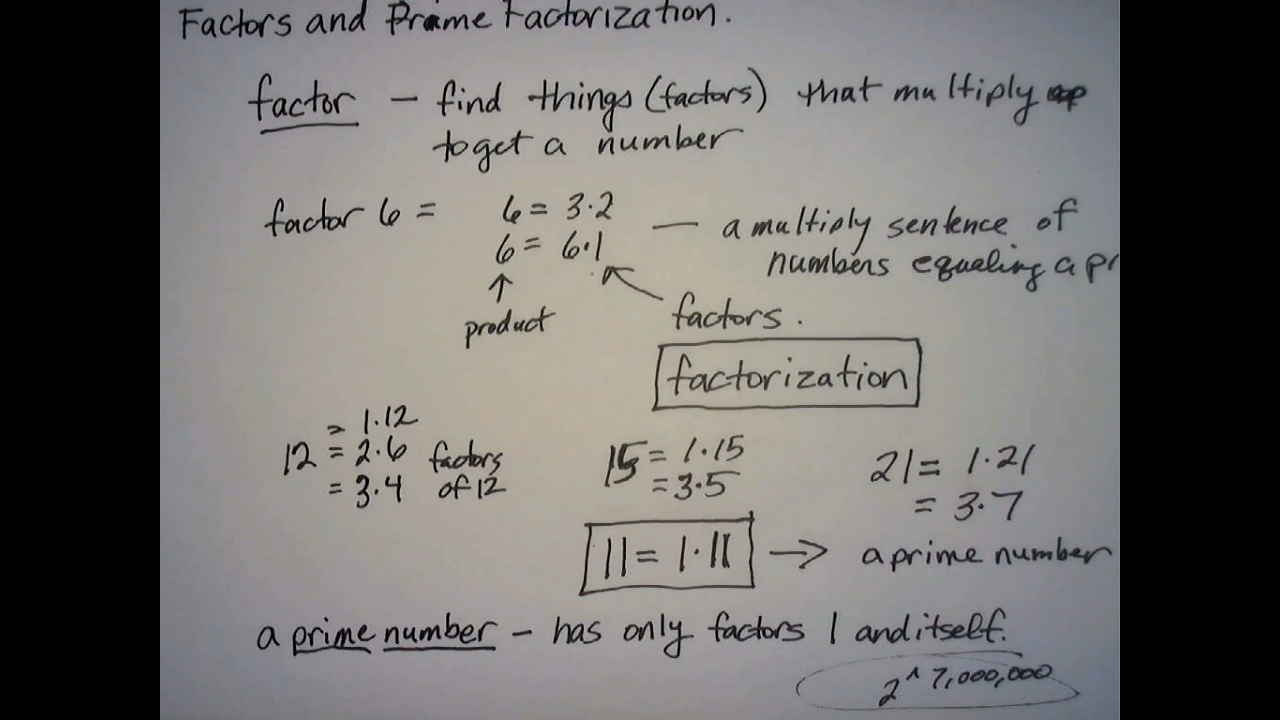 Factors and Prime Factorization.
factor – find things (factors) that multiply
to get a number
factor 6 = 6 = 3·2 — a multiply sentence of
6 = 6·1 numbers equaling a pr
↑
product factors.
factorization
= 1·12
12 = 2·6 factors
= 3·4 of 12
15 = 1·15
= 3·5
21 = 1·21
= 3·7
11 = 1·11 → a prime number
a prime number – has only factors 1 and itself.
2^7,000,000